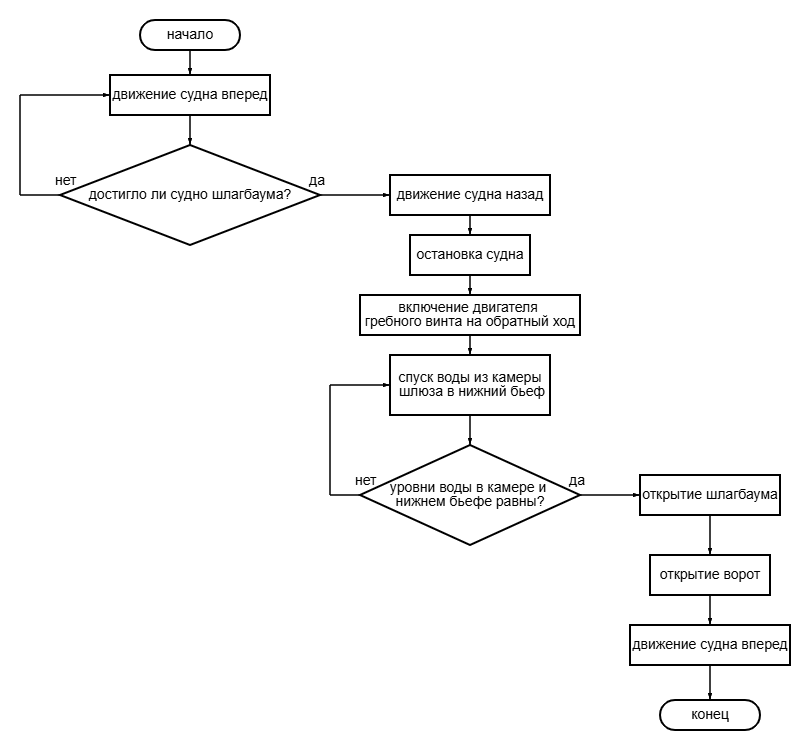 начало
движение судна вперед
нет
достигло ли судно шлагбаума?
да
движение судна назад
остановка судна
включение двигателя
гребного винта на обратный ход
спуск воды из камеры
шлюза в нижний бьеф
нет
уровни воды в камере и
нижнем бьефе равны?
да
открытие шлагбаума
открытие ворот
движение судна вперед
конец